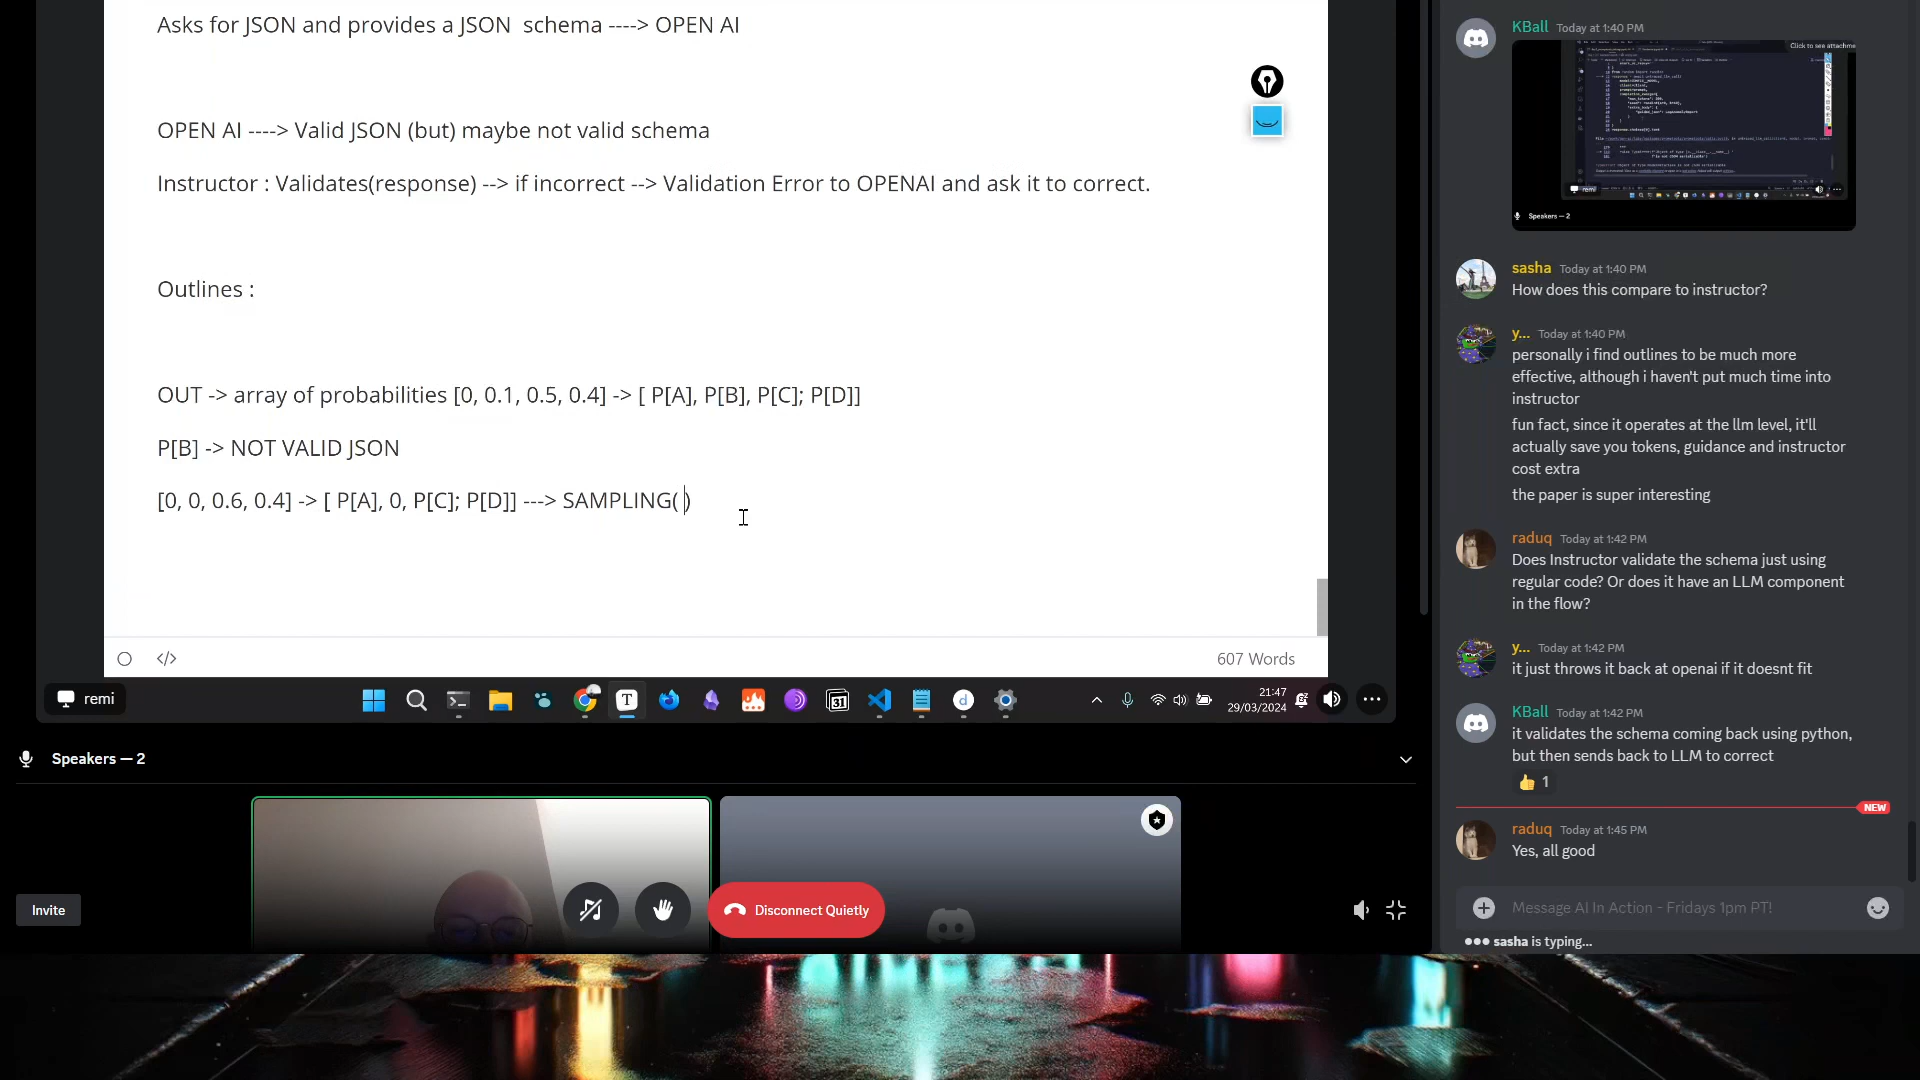 Asks for JSON and provides a JSON  schema ----> OPEN AI
OPEN AI ----> Valid JSON (but) maybe not valid schema
Instructor : Validates(response) --> if incorrect --> Validation Error to OPENAI and ask it to correct.
Outlines :
OUT -> array of probabilities [0, 0.1, 0.5, 0.4] -> [ P[A], P[B], P[C]; P[D]]
P[B] -> NOT VALID JSON
[0, 0, 0.6, 0.4] -> [ P[A], 0, P[C]; P[D]] ---> SAMPLING( )
607 Words
remi
31
T
d
21:47
29/03/2024
Speakers — 2
Invite
Disconnect Quietly
KBall Today at 1:40 PM
Click to see attachme
remi
Speakers — 2
sasha Today at 1:40 PM
How does this compare to instructor?
y... Today at 1:40 PM
personally i find outlines to be much more
effective, although i haven't put much time into
instructor
fun fact, since it operates at the llm level, it'll
actually save you tokens, guidance and instructor
cost extra
the paper is super interesting
raduq Today at 1:42 PM
Does Instructor validate the schema just using
regular code? Or does it have an LLM component
in the flow?
y... Today at 1:42 PM
it just throws it back at openai if it doesnt fit
KBall Today at 1:42 PM
it validates the schema coming back using python,
but then sends back to LLM to correct
👍 1
NEW
raduq Today at 1:45 PM
Yes, all good
Message AI In Action - Fridays 1pm PT!
sasha is typing...